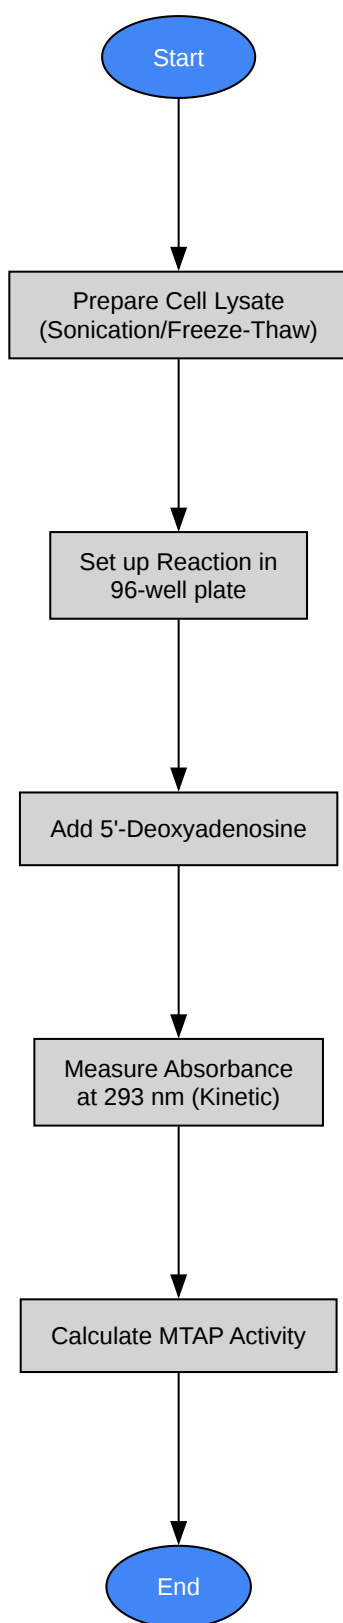 Start
Prepare Cell Lysate
(Sonication/Freeze-Thaw)
Set up Reaction in
96-well plate
Add 5'-Deoxyadenosine
Measure Absorbance
at 293 nm (Kinetic)
Calculate MTAP Activity
End